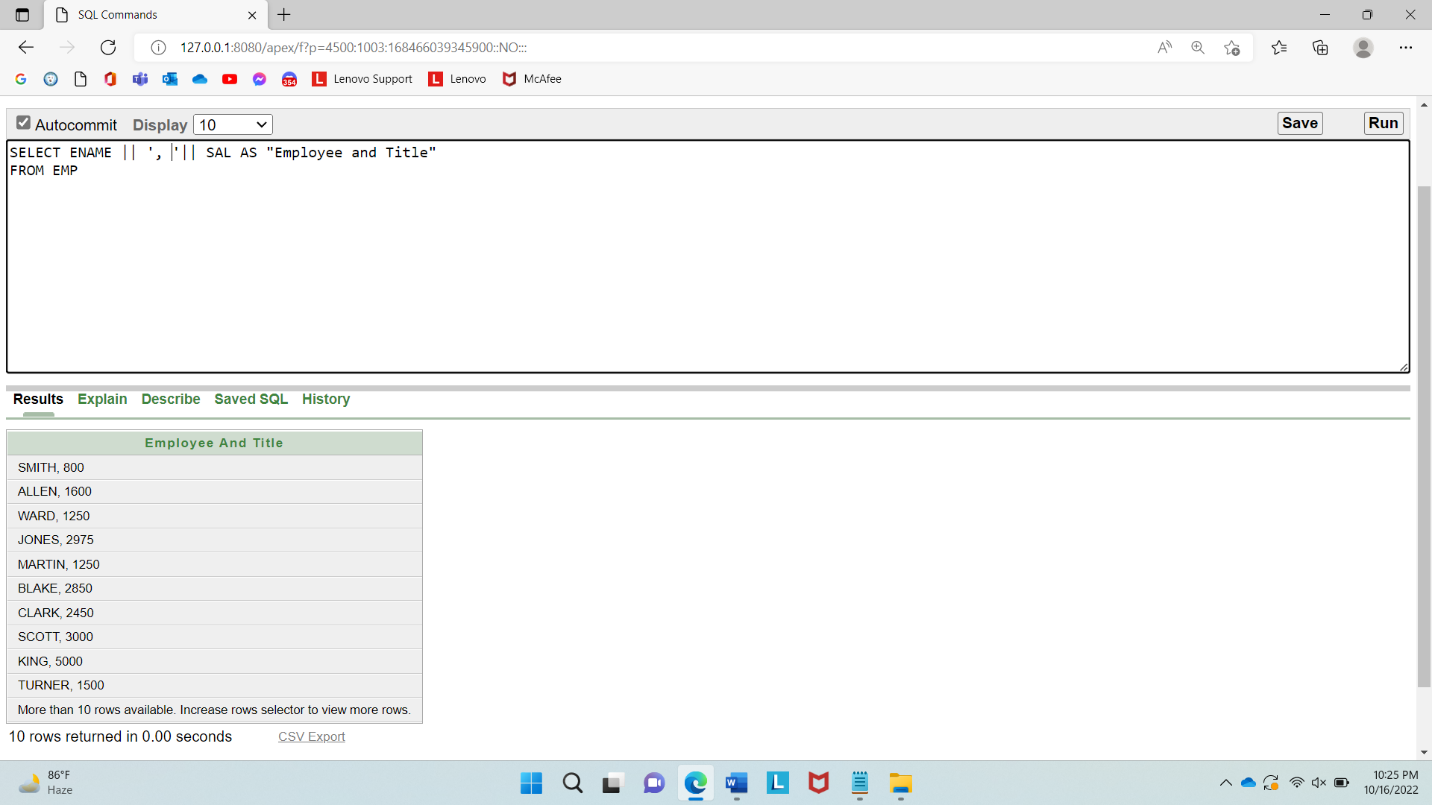 SQL Commands
127.0.0.1:8080/apex/f?p=4500:1003:168466039345900::NO:::
354 Lenovo Support Lenovo McAfee
Autocommit Display 10 Save Run
SELECT ENAME || ', '|| SAL AS "Employee and Title"
FROM EMP
Results Explain Describe Saved SQL History
Employee And Title
SMITH, 800
ALLEN, 1600
WARD, 1250
JONES, 2975
MARTIN, 1250
BLAKE, 2850
CLARK, 2450
SCOTT, 3000
KING, 5000
TURNER, 1500
More than 10 rows available. Increase rows selector to view more rows.
10 rows returned in 0.00 seconds CSV Export
86°F
Haze
10:25 PM
10/16/2022